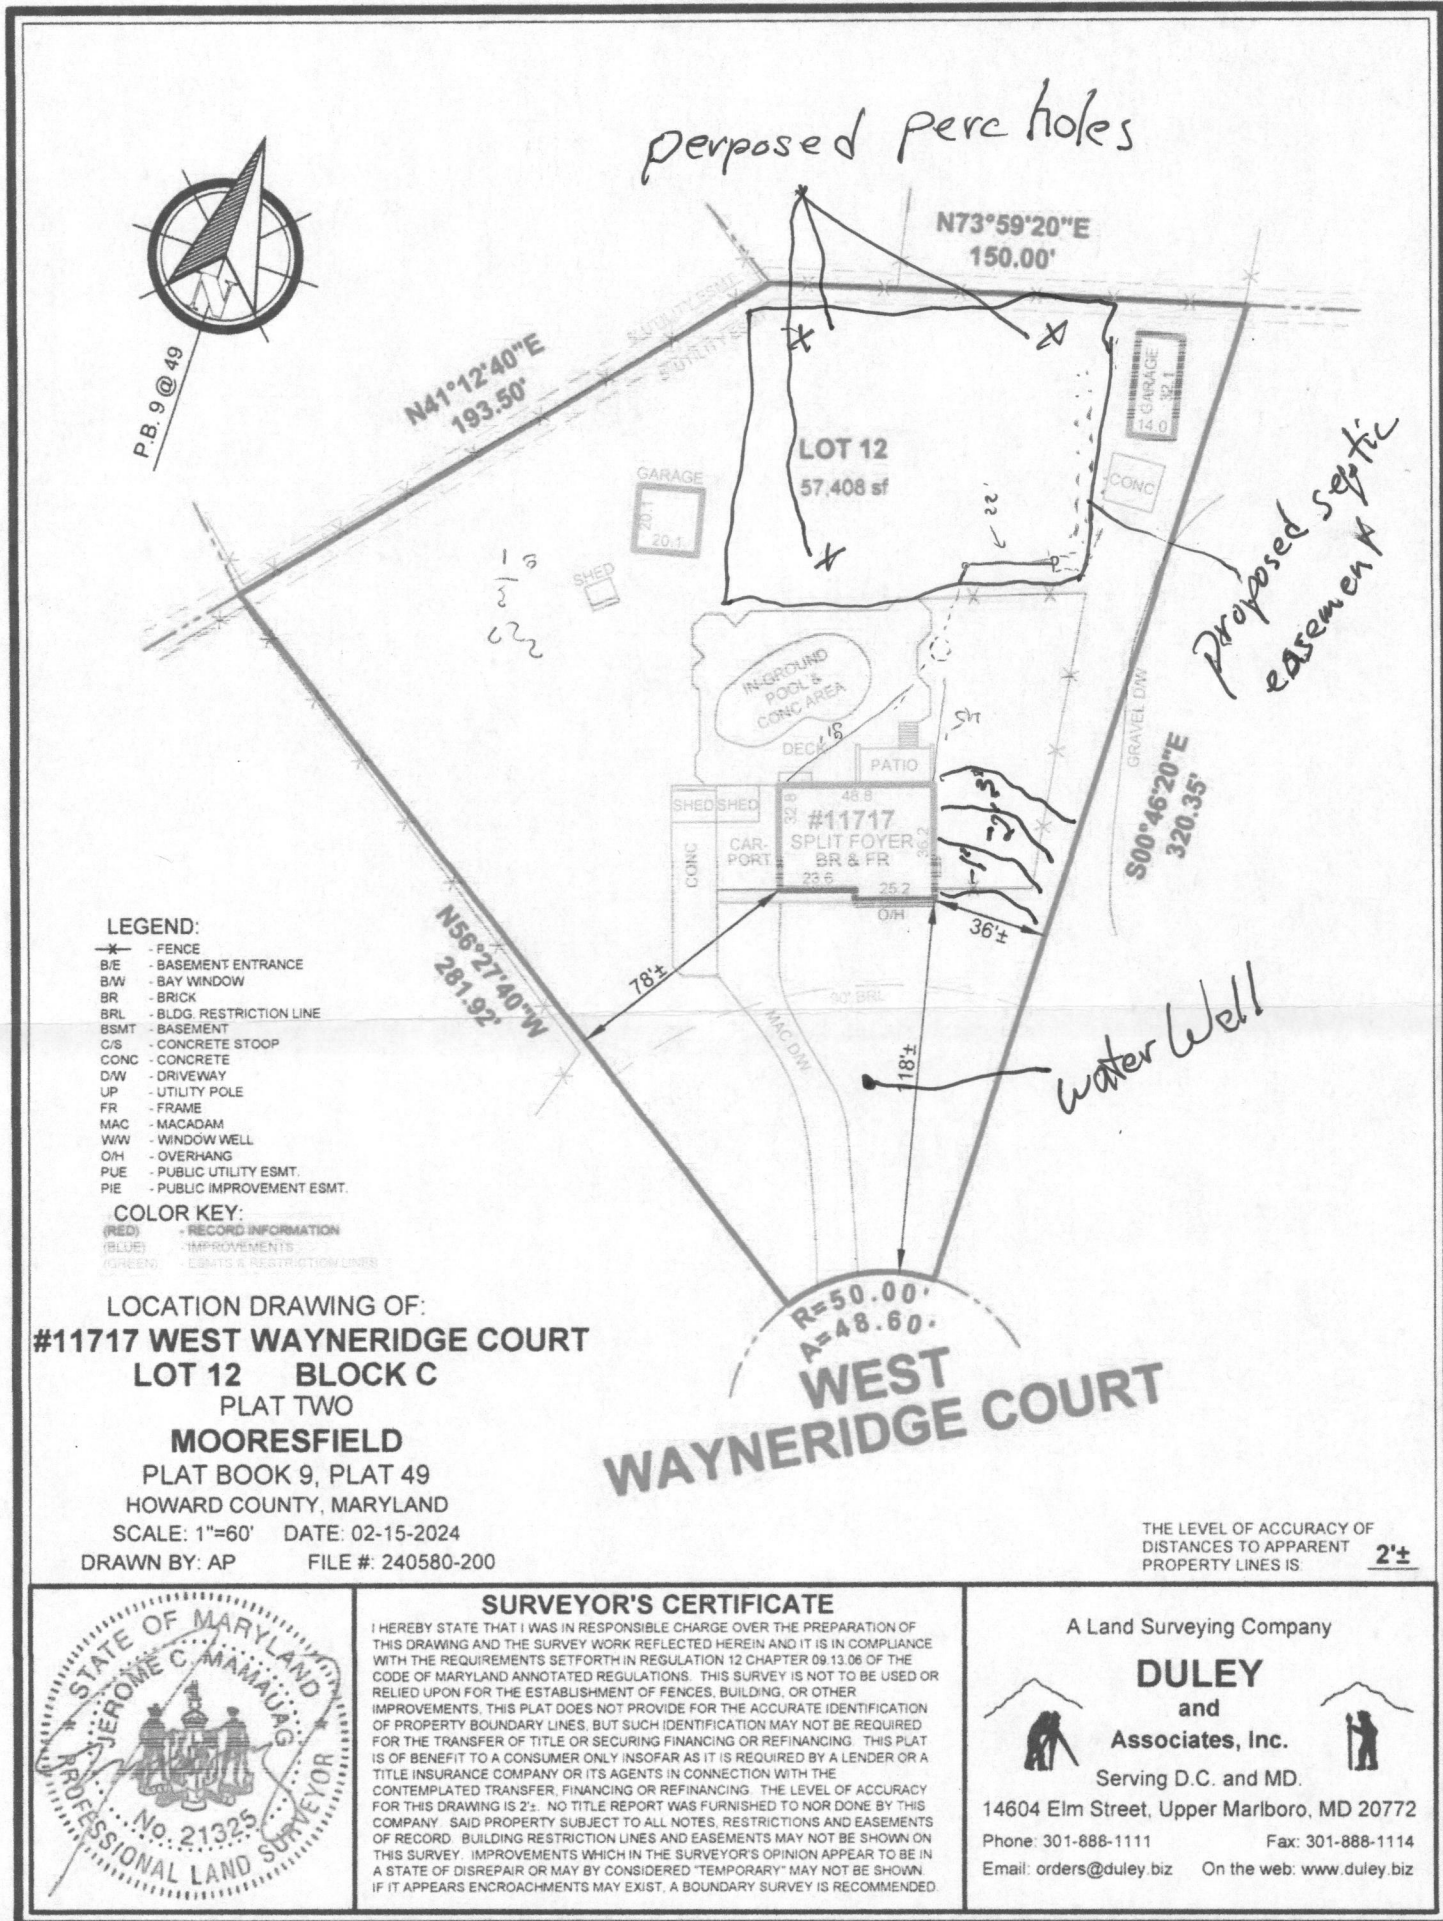 perposed perc holes
N73°59'20"E
150.00'
N
P.B. 9 @ 49
N41°12'40"E
193.50'
5' UTILITY ESMT
GARAGE
32.1
14.0
LOT 12
57,408 sf
GARAGE
20.1
20.1
CONC
22'
proposed septic
easement
SHED
IN-GROUND
POOL &
CONC AREA
GRAVEL D/W
S00°46'20"E
320.35'
DECK
PATIO
SHED SHED
48.8
32.8
#11717
SPLIT FOYER
BR & FR
36.2
CAR-
PORT
CONC
23.6
25.2
O/H
36'±
78'±
N56°27'40"W
281.92'
90' BRL
MAC D/W
118'±
water well
LEGEND:
X - FENCE
B/E - BASEMENT ENTRANCE
B/W - BAY WINDOW
BR - BRICK
BRL - BLDG. RESTRICTION LINE
BSMT - BASEMENT
C/S - CONCRETE STOOP
CONC - CONCRETE
D/W - DRIVEWAY
UP - UTILITY POLE
FR - FRAME
MAC - MACADAM
W/W - WINDOW WELL
O/H - OVERHANG
PUE - PUBLIC UTILITY ESMT.
PIE - PUBLIC IMPROVEMENT ESMT.
COLOR KEY:
(RED) - RECORD INFORMATION
(BLUE) - IMPROVEMENTS
(GREEN) - ESMTS & RESTRICTION LINES
R=50.00'
A=48.60'
WEST
WAYNERIDGE COURT
LOCATION DRAWING OF:
#11717 WEST WAYNERIDGE COURT
LOT 12 BLOCK C
PLAT TWO
MOORESFIELD
PLAT BOOK 9, PLAT 49
HOWARD COUNTY, MARYLAND
SCALE: 1"=60' DATE: 02-15-2024
DRAWN BY: AP FILE #: 240580-200
THE LEVEL OF ACCURACY OF
DISTANCES TO APPARENT
PROPERTY LINES IS 2'±
STATE OF MARYLAND
JEROME C. MAMAUAG
No. 21325
PROFESSIONAL LAND SURVEYOR
SURVEYOR'S CERTIFICATE
I HEREBY STATE THAT I WAS IN RESPONSIBLE CHARGE OVER THE PREPARATION OF
THIS DRAWING AND THE SURVEY WORK REFLECTED HEREIN AND IT IS IN COMPLIANCE
WITH THE REQUIREMENTS SETFORTH IN REGULATION 12 CHAPTER 09.13.06 OF THE
CODE OF MARYLAND ANNOTATED REGULATIONS. THIS SURVEY IS NOT TO BE USED OR
RELIED UPON FOR THE ESTABLISHMENT OF FENCES, BUILDING, OR OTHER
IMPROVEMENTS. THIS PLAT DOES NOT PROVIDE FOR THE ACCURATE IDENTIFICATION
OF PROPERTY BOUNDARY LINES, BUT SUCH IDENTIFICATION MAY NOT BE REQUIRED
FOR THE TRANSFER OF TITLE OR SECURING FINANCING OR REFINANCING. THIS PLAT
IS OF BENEFIT TO A CONSUMER ONLY INSOFAR AS IT IS REQUIRED BY A LENDER OR A
TITLE INSURANCE COMPANY OR ITS AGENTS IN CONNECTION WITH THE
CONTEMPLATED TRANSFER, FINANCING OR REFINANCING. THE LEVEL OF ACCURACY
FOR THIS DRAWING IS 2'±. NO TITLE REPORT WAS FURNISHED TO NOR DONE BY THIS
COMPANY. SAID PROPERTY SUBJECT TO ALL NOTES, RESTRICTIONS AND EASEMENTS
OF RECORD. BUILDING RESTRICTION LINES AND EASEMENTS MAY NOT BE SHOWN ON
THIS SURVEY. IMPROVEMENTS WHICH IN THE SURVEYOR'S OPINION APPEAR TO BE IN
A STATE OF DISREPAIR OR MAY BY CONSIDERED "TEMPORARY" MAY NOT BE SHOWN.
IF IT APPEARS ENCROACHMENTS MAY EXIST, A BOUNDARY SURVEY IS RECOMMENDED.
A Land Surveying Company
DULEY
and
Associates, Inc.
Serving D.C. and MD.
14604 Elm Street, Upper Marlboro, MD 20772
Phone: 301-888-1111 Fax: 301-888-1114
Email: orders@duley.biz On the web: www.duley.biz